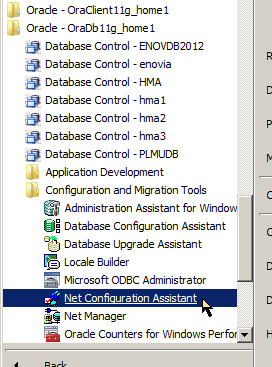 Oracle - OraClient11g_home1
Oracle - OraDb11g_home1
Database Control - ENOVDB2012
Database Control - enovia
Database Control - HMA
Database Control - hma1
Database Control - hma2
Database Control - hma3
Database Control - PLMUDB
Application Development
Configuration and Migration Tools
Administration Assistant for Window
Database Configuration Assistant
Database Upgrade Assistant
Locale Builder
Microsoft ODBC Administrator
Net Configuration Assistant
Net Manager
Oracle Counters for Windows Perfor
Back